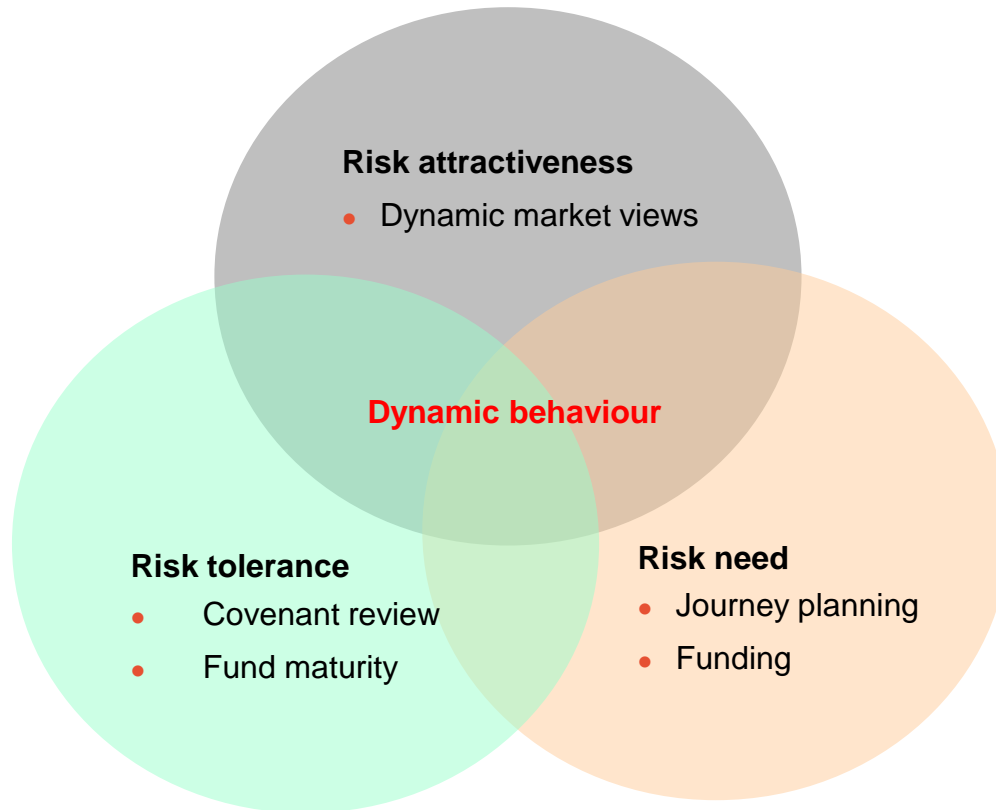 Risk attractiveness
• Dynamic market views
Dynamic behaviour
Risk tolerance
• Covenant review
• Fund maturity
Risk need
• Journey planning
• Funding